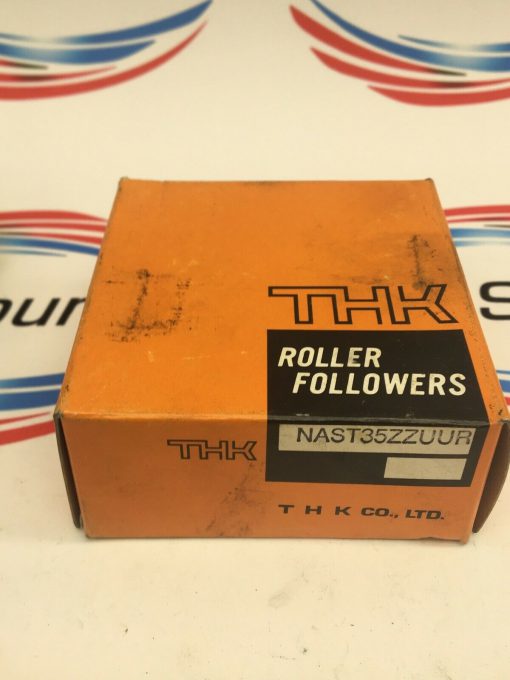 THK
ROLLER
FOLLOWERS
NAST35ZZUUR
THK
T H K CO., LTD.